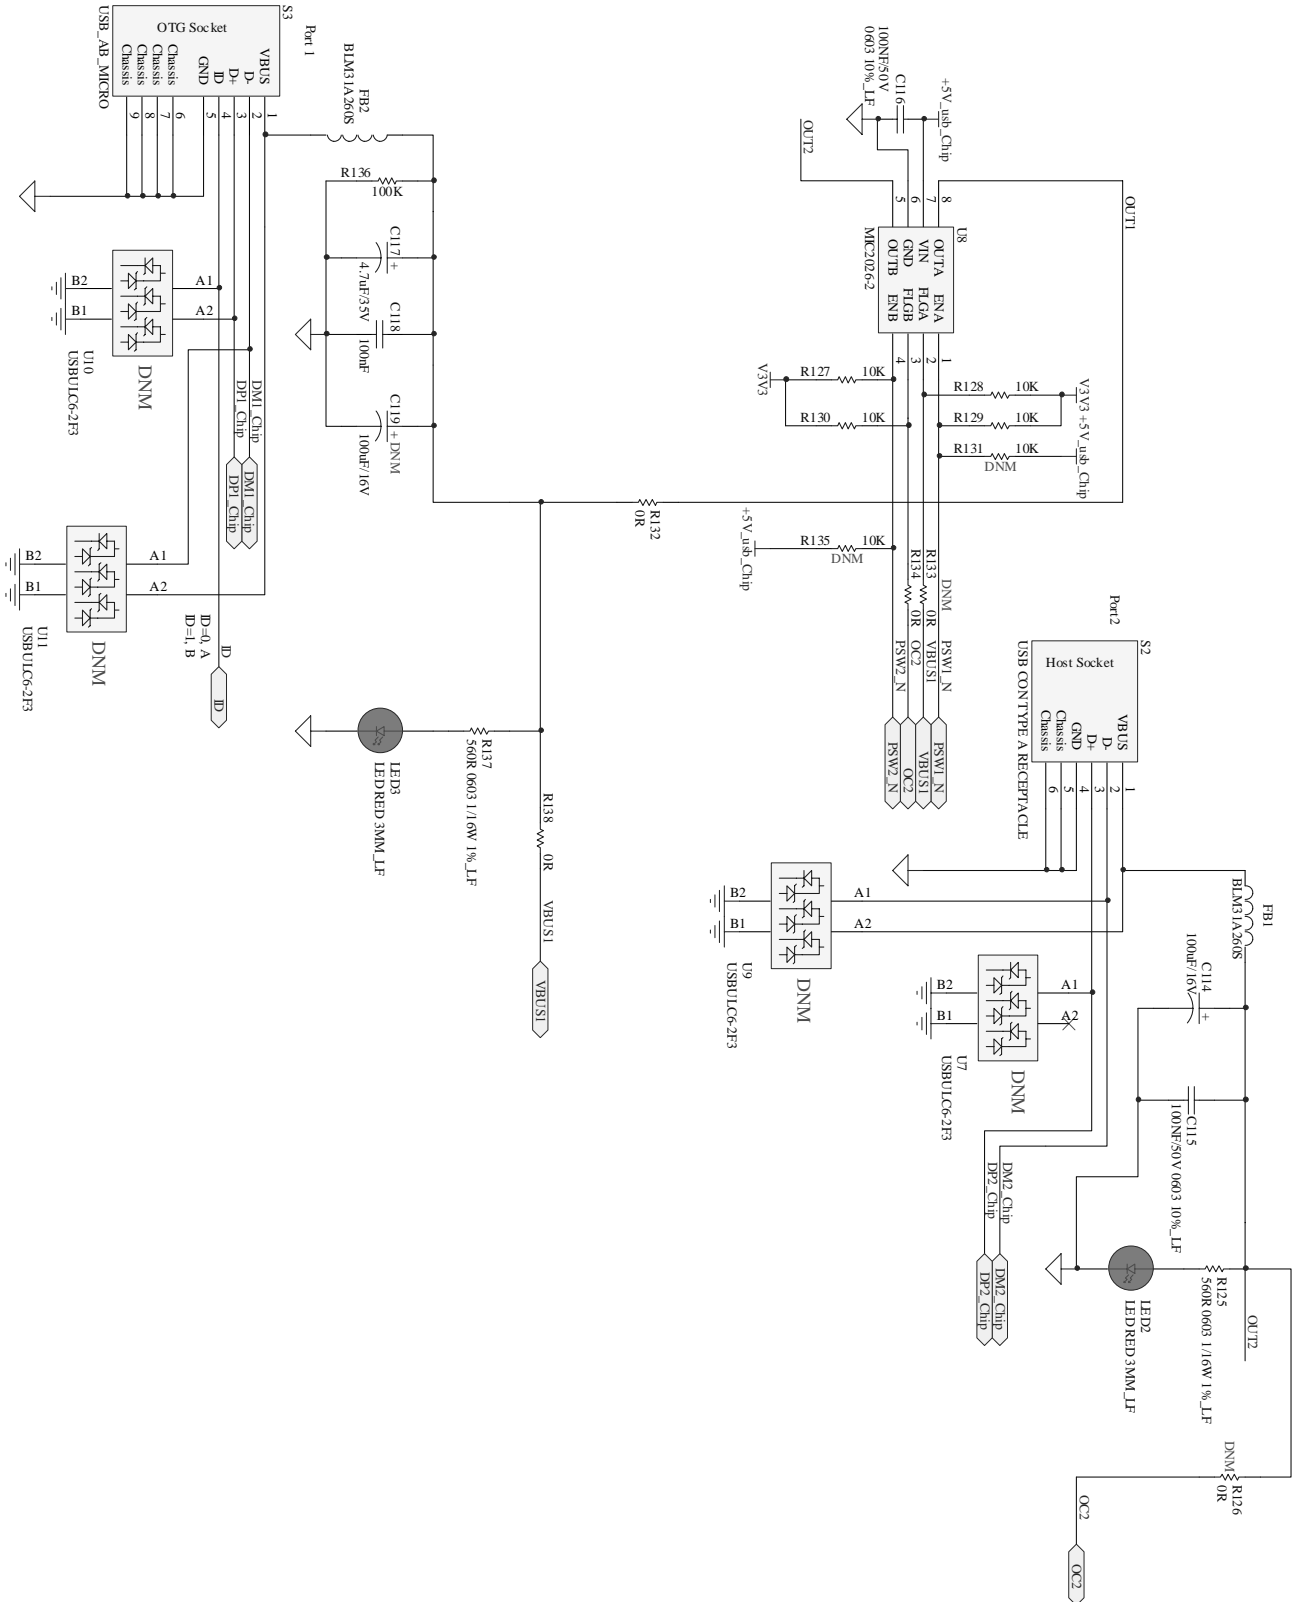 S3
USB_AB_MICRO
OTG Socket
VBUS
D-
D+
ID
GND
Chassis
Chassis
Chassis
Chassis
1
2
3
4
5
6
7
8
9
Port 1
FB2
BLM31A260S
R136
100K
C117
+
4.7uF/35V
C118
100nF
C119
+
DNM
100uF/16V
B2
B1
A1
A2
U10
USBULC6-2F3
DNM
DM1_Chip
DP1_Chip
DM1_Chip
DP1_Chip
B2
B1
A1
A2
U11
USBULC6-2F3
DNM
ID
ID=0, A
ID=1, B
ID
C116
100NF/50V
0603 10%_LF
+5V_usb_Chip
OUT2
OUT1
8
7
6
5
U8
MIC2026-2
OUTA
VIN
GND
OUTB
ENA
FLGA
FLGB
ENB
1
2
3
4
V3V3
R127
10K
R130
10K
R128
10K
R129
10K
R131
10K
DNM
V3V3
+5V_usb_Chip
R132
0R
+5V_usb_Chip
R135
10K
DNM
R133
0R
DNM
R134
0R
PSW1_N
VBUS1
OC2
PSW2_N
PSW1_N
VBUS1
OC2
PSW2_N
LED3
LED RED 3MM_LF
R137
560R 0603 1/16W 1%_LF
R138
0R
VBUS1
VBUS1
Port2
S2
USB CON TYPE A RECEPTACLE
Host Socket
VBUS
D-
D+
GND
Chassis
Chassis
1
2
3
4
5
6
B2
B1
A1
A2
U9
USBULC6-2F3
DNM
B2
B1
A1
A2
U7
USBULC6-2F3
DNM
FB1
BLM31A260S
C114
100uF/16V
+
C115
100NF/50V 0603 10%_LF
DM2_Chip
DP2_Chip
DM2_Chip
DP2_Chip
LED2
LED RED 3MM_LF
R125
560R 0603 1/16W 1%_LF
OUT2
R126
0R
DNM
OC2
OC2